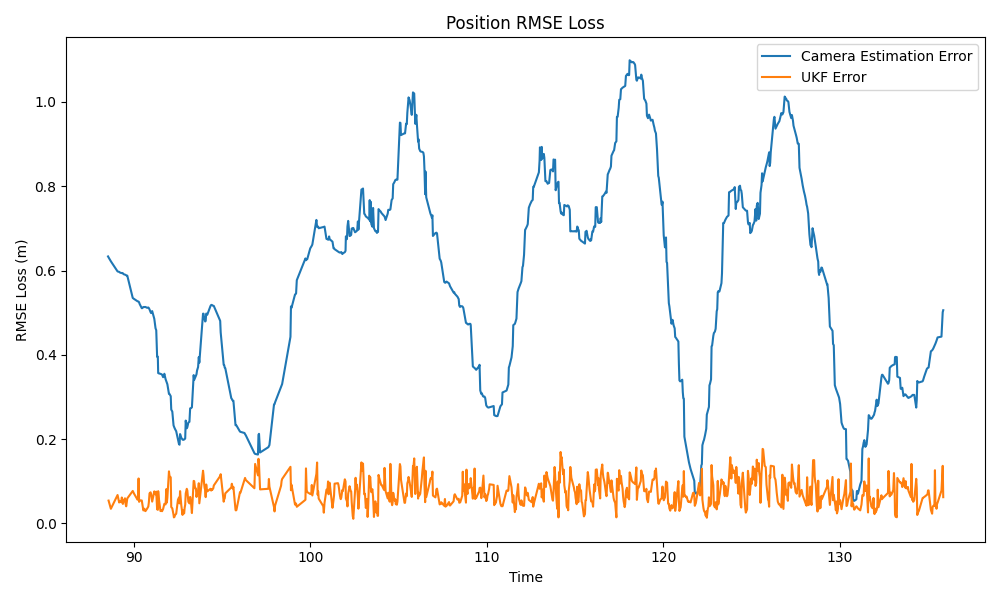 Position RMSE Loss
Camera Estimation Error
UKF Error
RMSE Loss (m)
1.0
0.8
0.6
0.4
0.2
0.0
90
100
110
120
130
Time